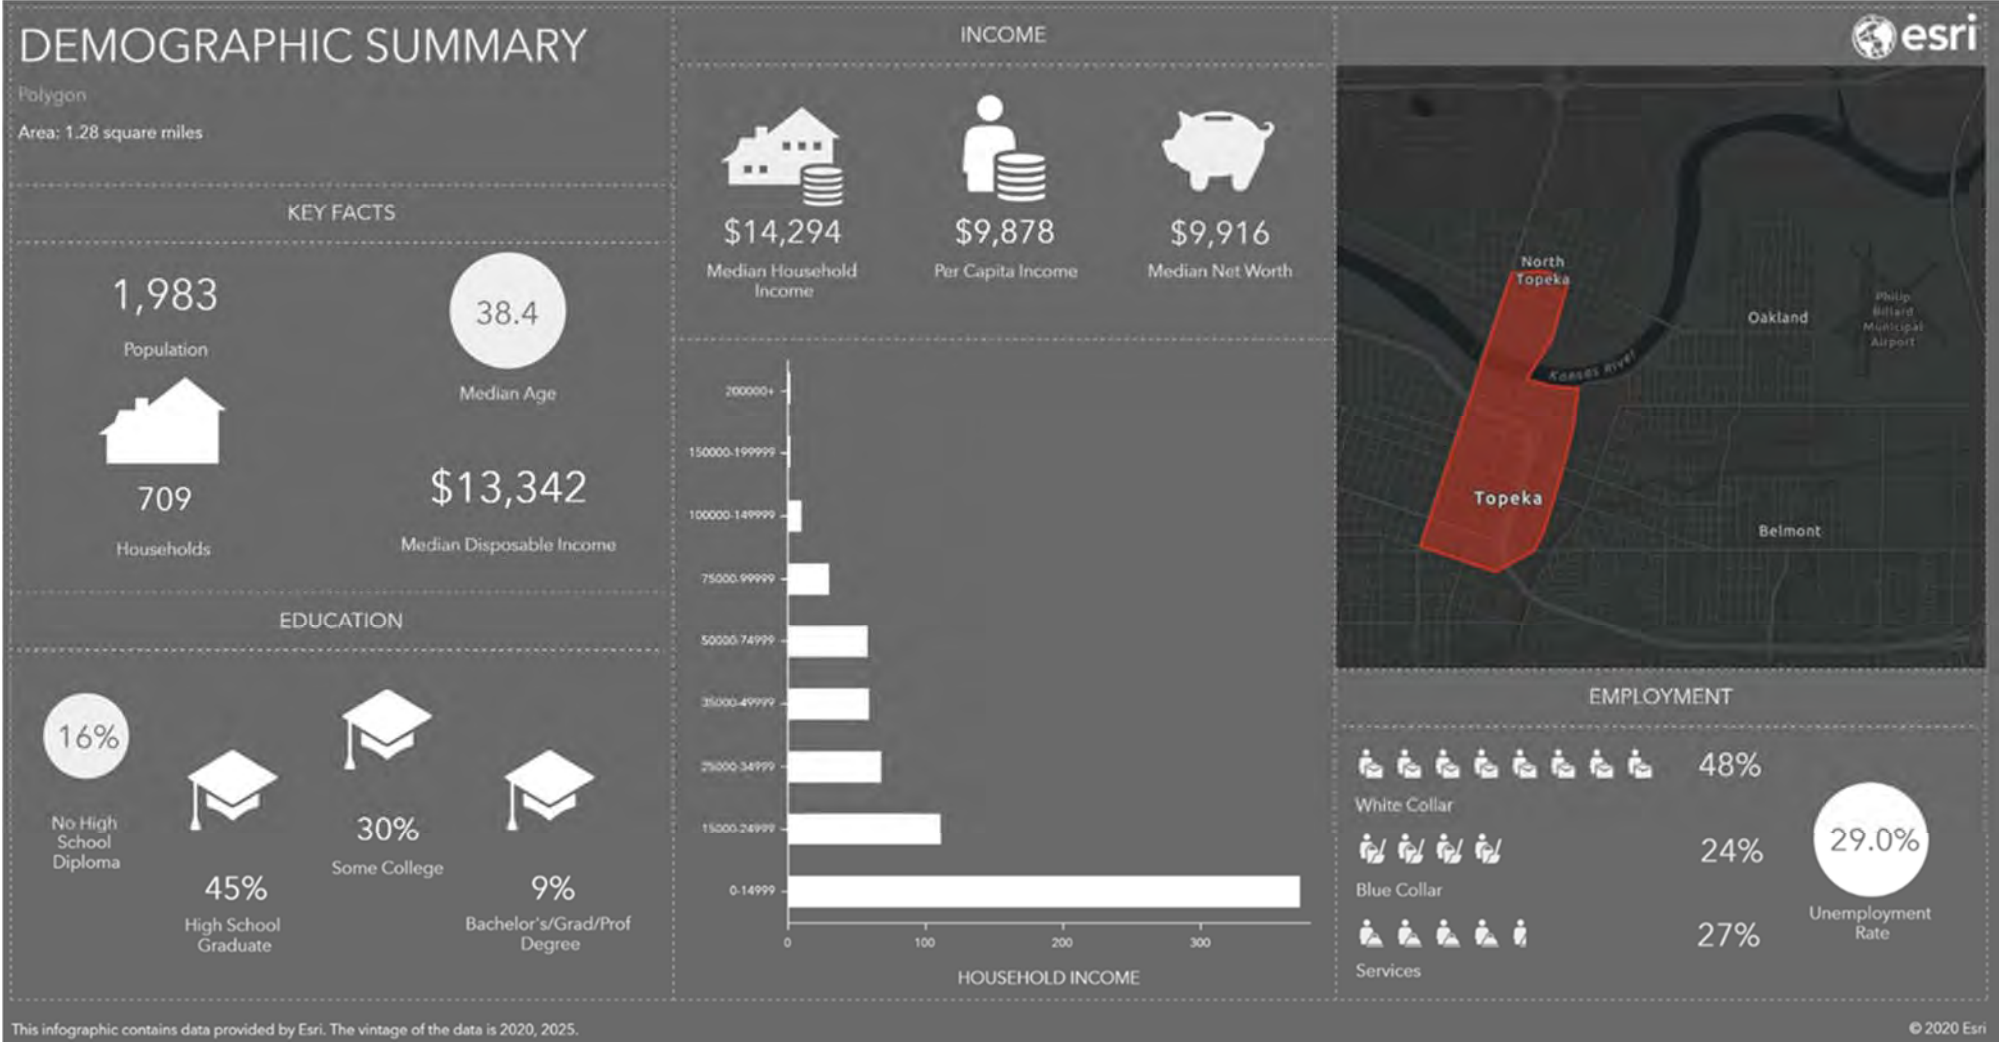 DEMOGRAPHIC SUMMARY
Polygon
Area: 1.28 square miles
KEY FACTS
1,983
Population
38.4
Median Age
709
Households
$13,342
Median Disposable Income
EDUCATION
16%
No High
School
Diploma
45%
High School
Graduate
30%
Some College
9%
Bachelor's/Grad/Prof
Degree
INCOME
$14,294
Median Household
Income
$9,878
Per Capita Income
$9,916
Median Net Worth
200000+
150000-199999
100000-149999
75000-99999
50000-74999
35000-49999
25000-34999
15000-24999
0-14999
0
100
200
300
HOUSEHOLD INCOME
esri
North
Topeka
Kansas River
Oakland
Philip
Billard
Municipal
Airport
Topeka
Belmont
EMPLOYMENT
48%
White Collar
24%
Blue Collar
27%
Services
29.0%
Unemployment
Rate
This infographic contains data provided by Esri. The vintage of the data is 2020, 2025.
© 2020 Esri